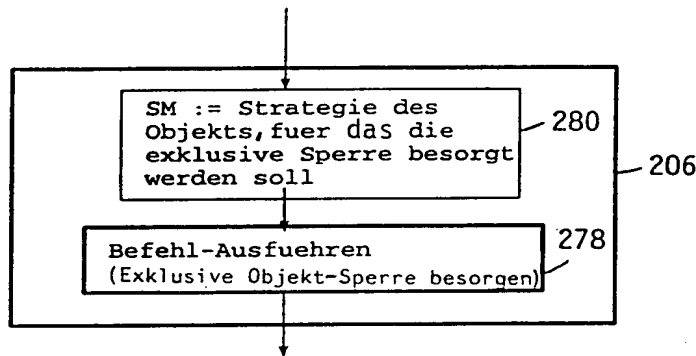 SM := Strategie des
Objekts,fuer das die
exklusive Sperre besorgt
werden soll
280
206
Befehl-Ausfuehren
(Exklusive Objekt-Sperre besorgen)
278